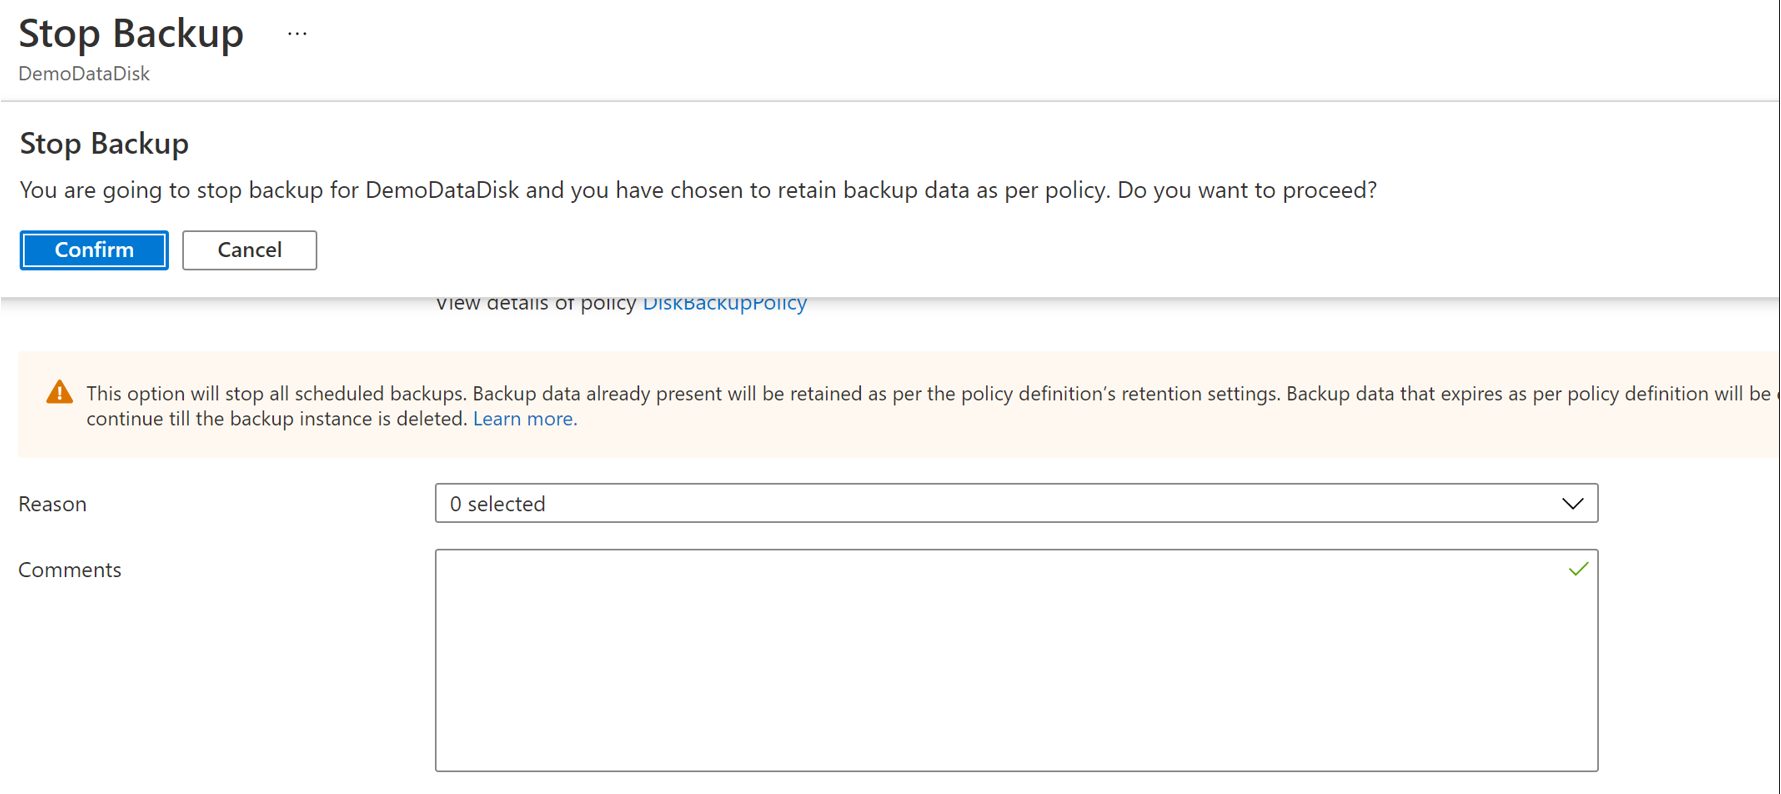 Stop Backup ...
DemoDataDisk
Stop Backup
You are going to stop backup for DemoDataDisk and you have chosen to retain backup data as per policy. Do you want to proceed?
Confirm Cancel
View details of policy DiskBackupPolicy
This option will stop all scheduled backups. Backup data already present will be retained as per the policy definition’s retention settings. Backup data that expires as per policy definition will be
continue till the backup instance is deleted. Learn more.
Reason 0 selected
Comments